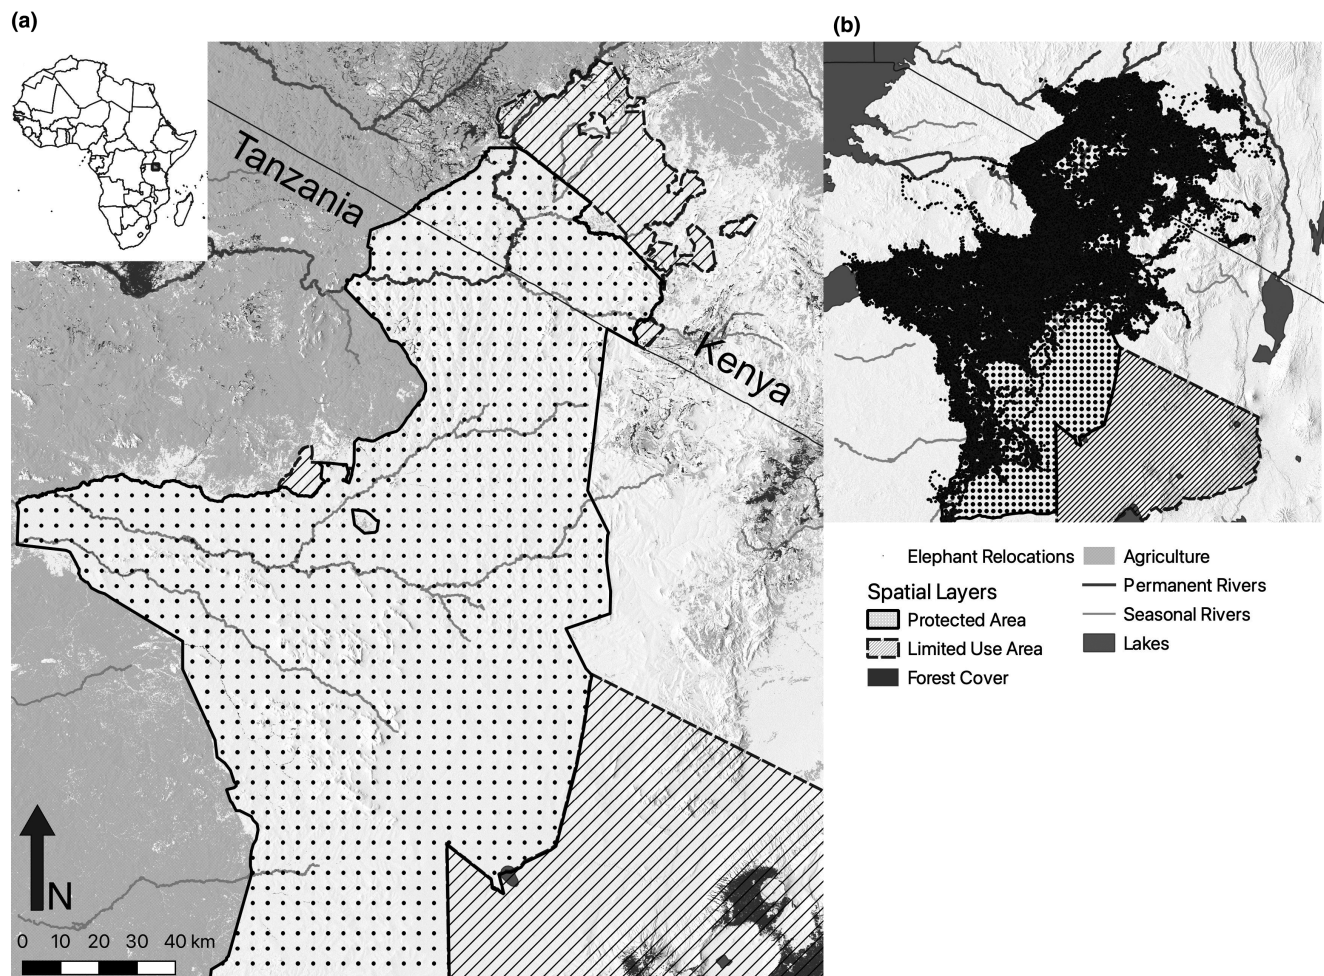 (a)
(b)
Tanzania
Kenya
N
0 10 20 30 40 km
Elephant Relocations
Spatial Layers
Protected Area
Limited Use Area
Forest Cover
Agriculture
Permanent Rivers
Seasonal Rivers
Lakes